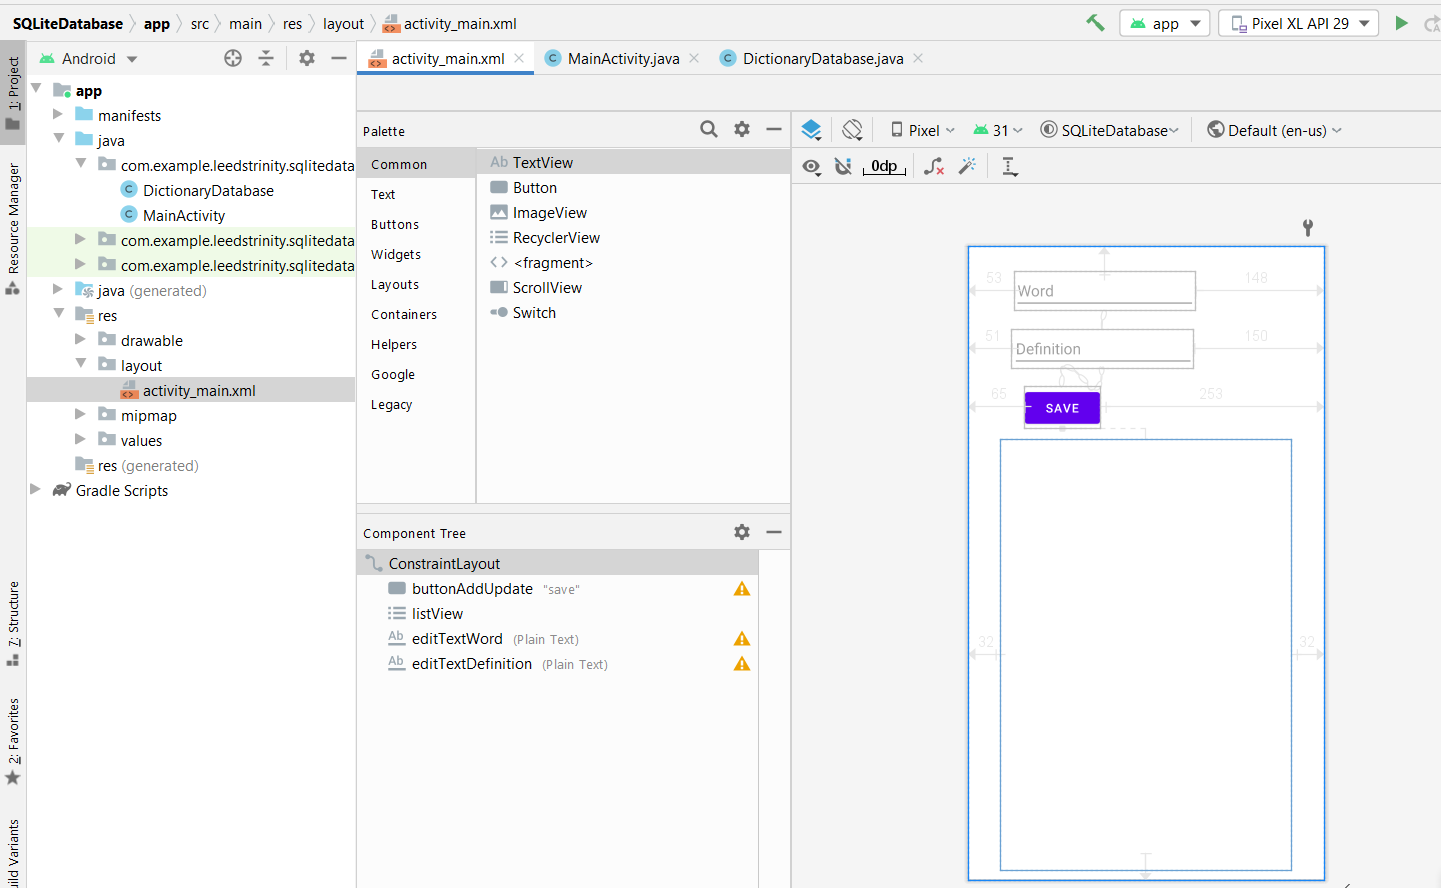 SQLiteDatabase app src main res layout activity_main.xml
app Pixel XL API 29
1: Project
Resource Manager
7: Structure
2: Favorites
Android
app
manifests
java
com.example.leedstrinity.sqlitedata
DictionaryDatabase
MainActivity
com.example.leedstrinity.sqlitedata
com.example.leedstrinity.sqlitedata
java (generated)
res
drawable
layout
activity_main.xml
mipmap
values
res (generated)
Gradle Scripts
activity_main.xml MainActivity.java DictionaryDatabase.java
Palette
Common
Text
Buttons
Widgets
Layouts
Containers
Helpers
Google
Legacy
Ab TextView
Button
ImageView
RecyclerView
<fragment>
ScrollView
Switch
Component Tree
ConstraintLayout
buttonAddUpdate "save"
listView
Ab editTextWord (Plain Text)
Ab editTextDefinition (Plain Text)
Pixel 31 SQLiteDatabase Default (en-us)
0dp
53 Word 148
51 Definition 150
65 SAVE 253
32 32